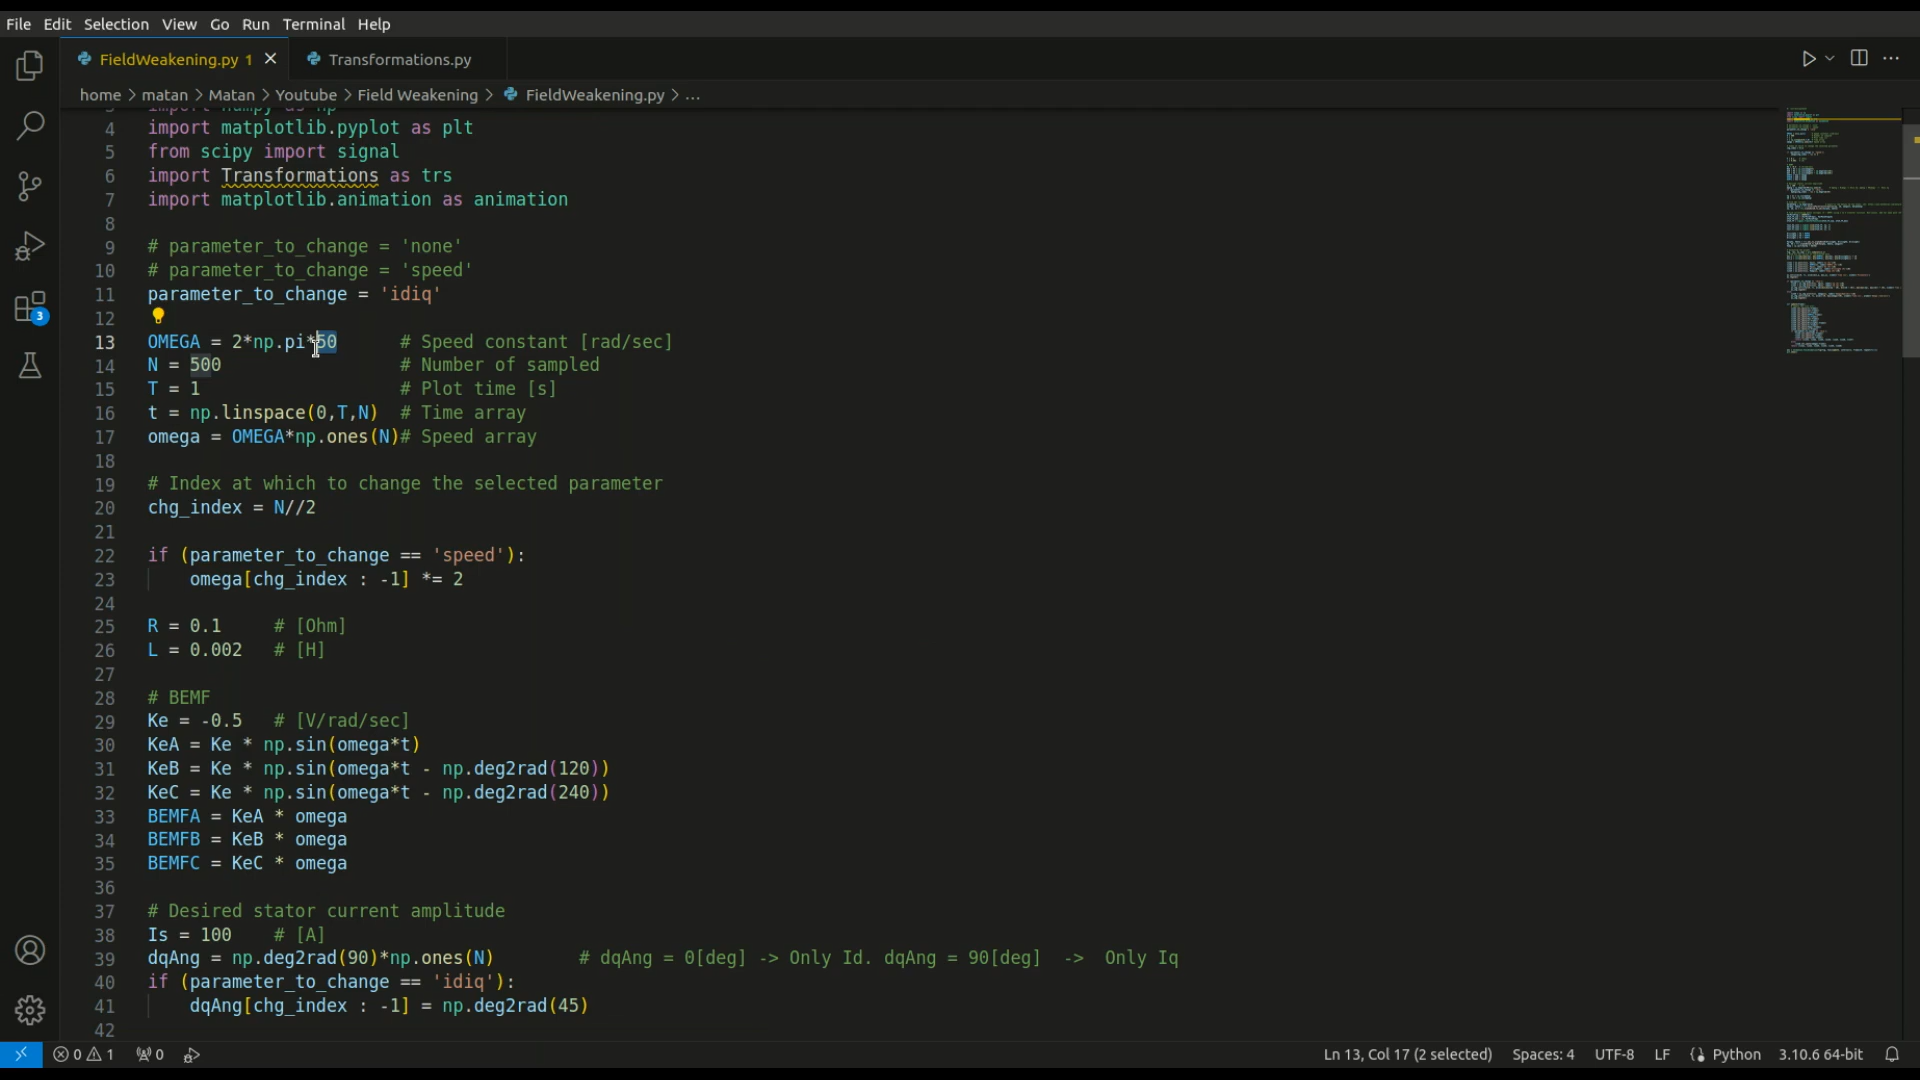 File Edit Selection View Go Run Terminal Help
FieldWeakening.py 1 Transformations.py
home > matan > Matan > Youtube > Field Weakening > FieldWeakening.py > ...
import numpy as np
4 import matplotlib.pyplot as plt
5 from scipy import signal
6 import Transformations as trs
7 import matplotlib.animation as animation
8
9 # parameter_to_change = 'none'
10 # parameter_to_change = 'speed'
11 parameter_to_change = 'idiq'
12
13 OMEGA = 2*np.pi*50 # Speed constant [rad/sec]
14 N = 500 # Number of sampled
15 T = 1 # Plot time [s]
16 t = np.linspace(0,T,N) # Time array
17 omega = OMEGA*np.ones(N)# Speed array
18
19 # Index at which to change the selected parameter
20 chg_index = N//2
21
22 if (parameter_to_change == 'speed'):
23 omega[chg_index : -1] *= 2
24
25 R = 0.1 # [Ohm]
26 L = 0.002 # [H]
27
28 # BEMF
29 Ke = -0.5 # [V/rad/sec]
30 KeA = Ke * np.sin(omega*t)
31 KeB = Ke * np.sin(omega*t - np.deg2rad(120))
32 KeC = Ke * np.sin(omega*t - np.deg2rad(240))
33 BEMFA = KeA * omega
34 BEMFB = KeB * omega
35 BEMFC = KeC * omega
36
37 # Desired stator current amplitude
38 Is = 100 # [A]
39 dqAng = np.deg2rad(90)*np.ones(N) # dqAng = 0[deg] -> Only Id. dqAng = 90[deg] -> Only Iq
40 if (parameter_to_change == 'idiq'):
41 dqAng[chg_index : -1] = np.deg2rad(45)
42
3
0 1 0 Ln 13, Col 17 (2 selected) Spaces: 4 UTF-8 LF Python 3.10.6 64-bit